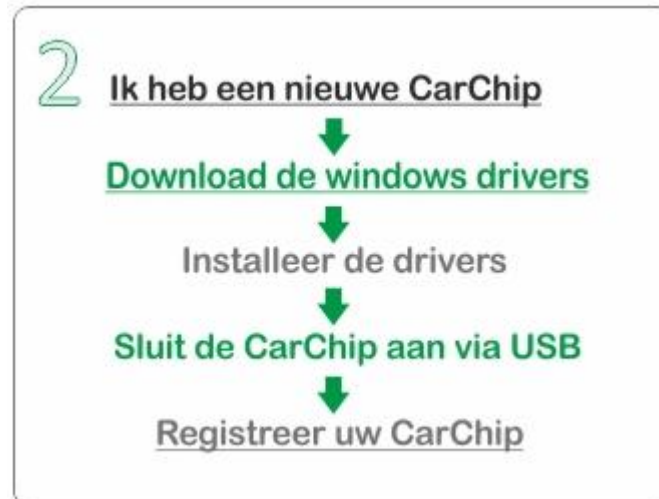 2
Ik heb een nieuwe CarChip
Download de windows drivers
Installeer de drivers
Sluit de CarChip aan via USB
Registreer uw CarChip